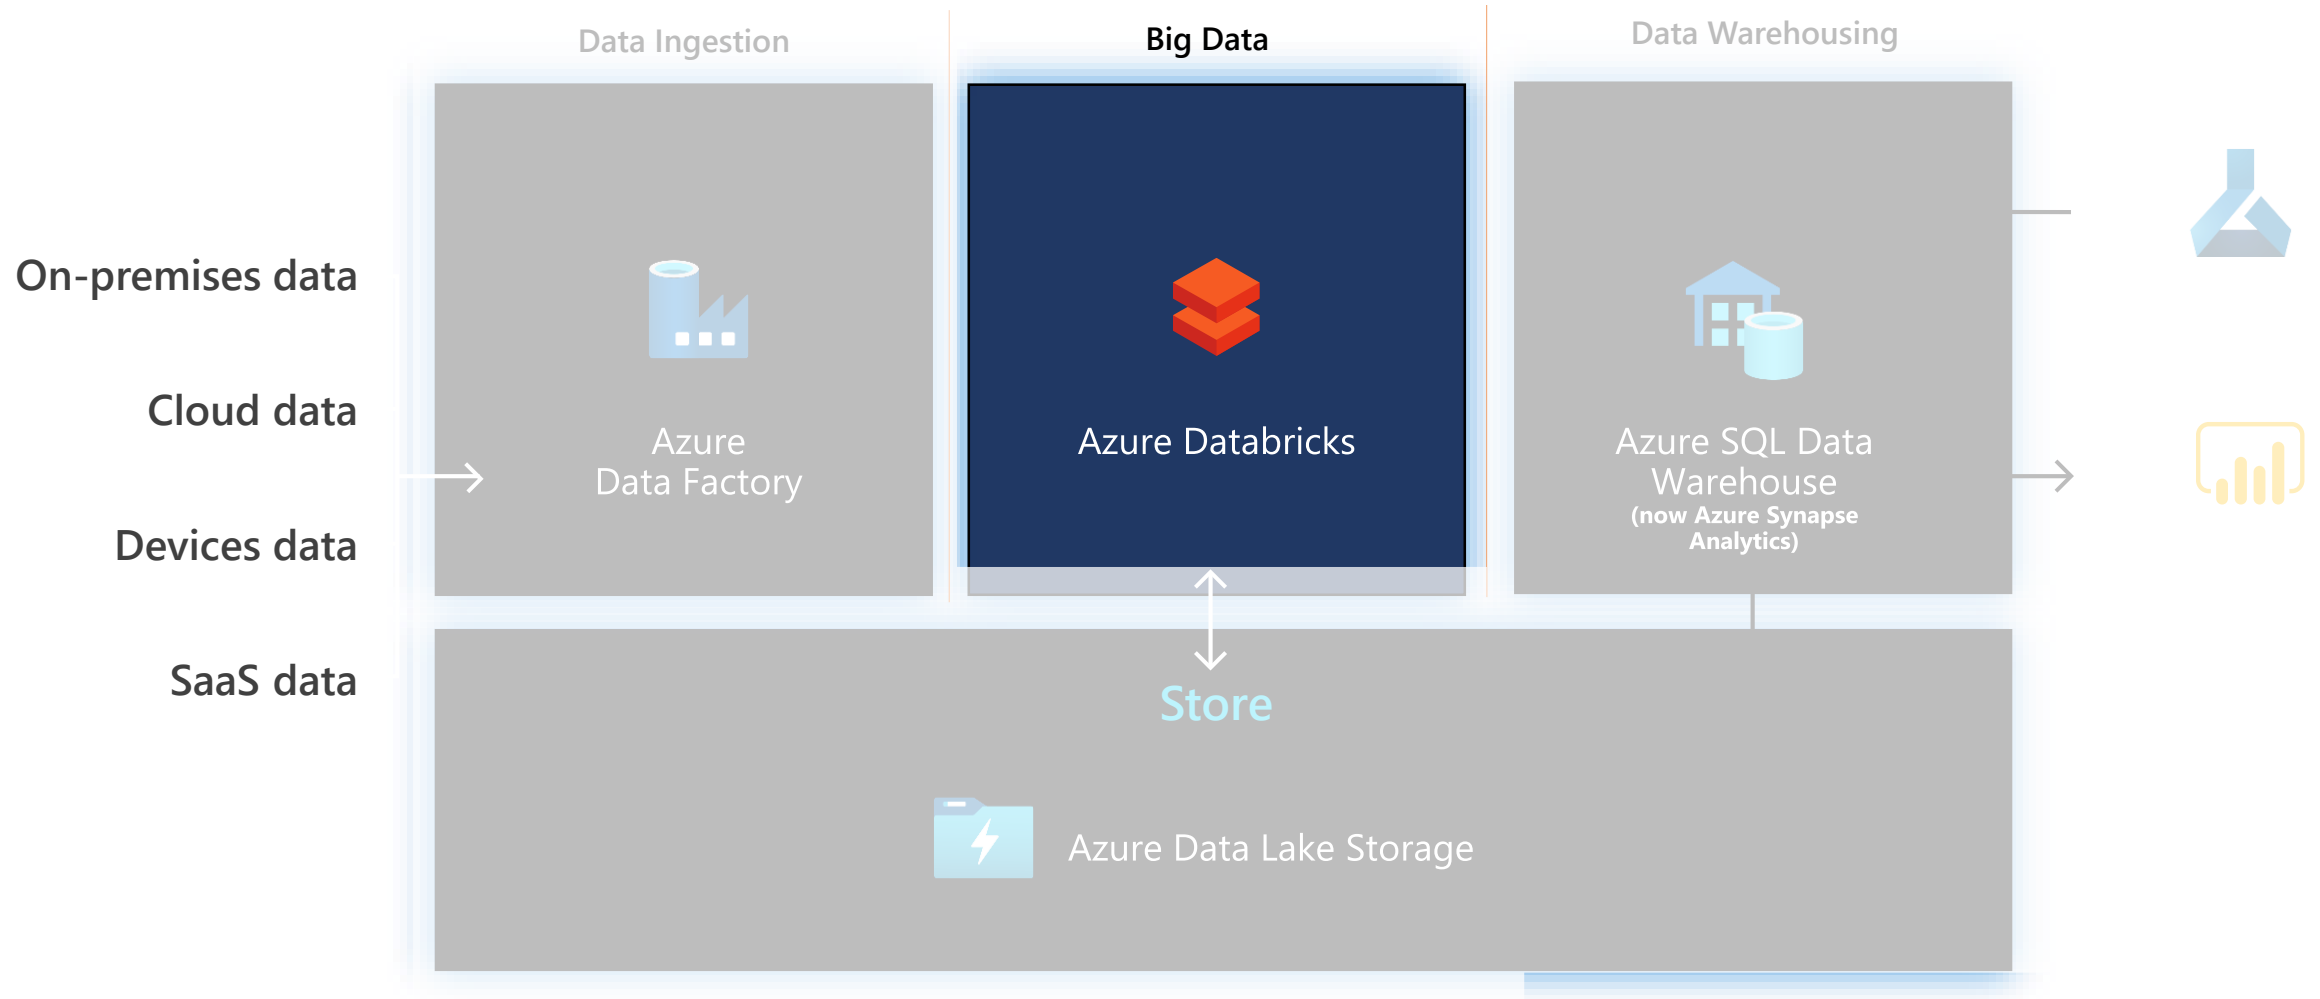 Data Ingestion
Big Data
Data Warehousing
On-premises data
Cloud data
Devices data
SaaS data
Azure
Data Factory
Azure Databricks
Azure SQL Data
Warehouse
(now Azure Synapse
Analytics)
Store
Azure Data Lake Storage